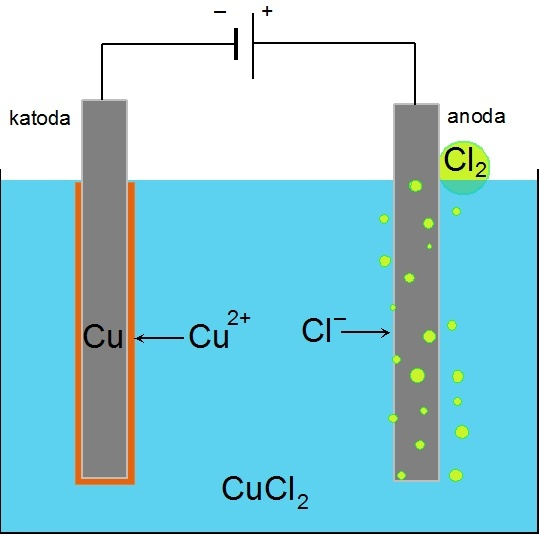 − +
katoda
anoda
Cl₂
Cu
Cu²⁺
Cl⁻
CuCl₂